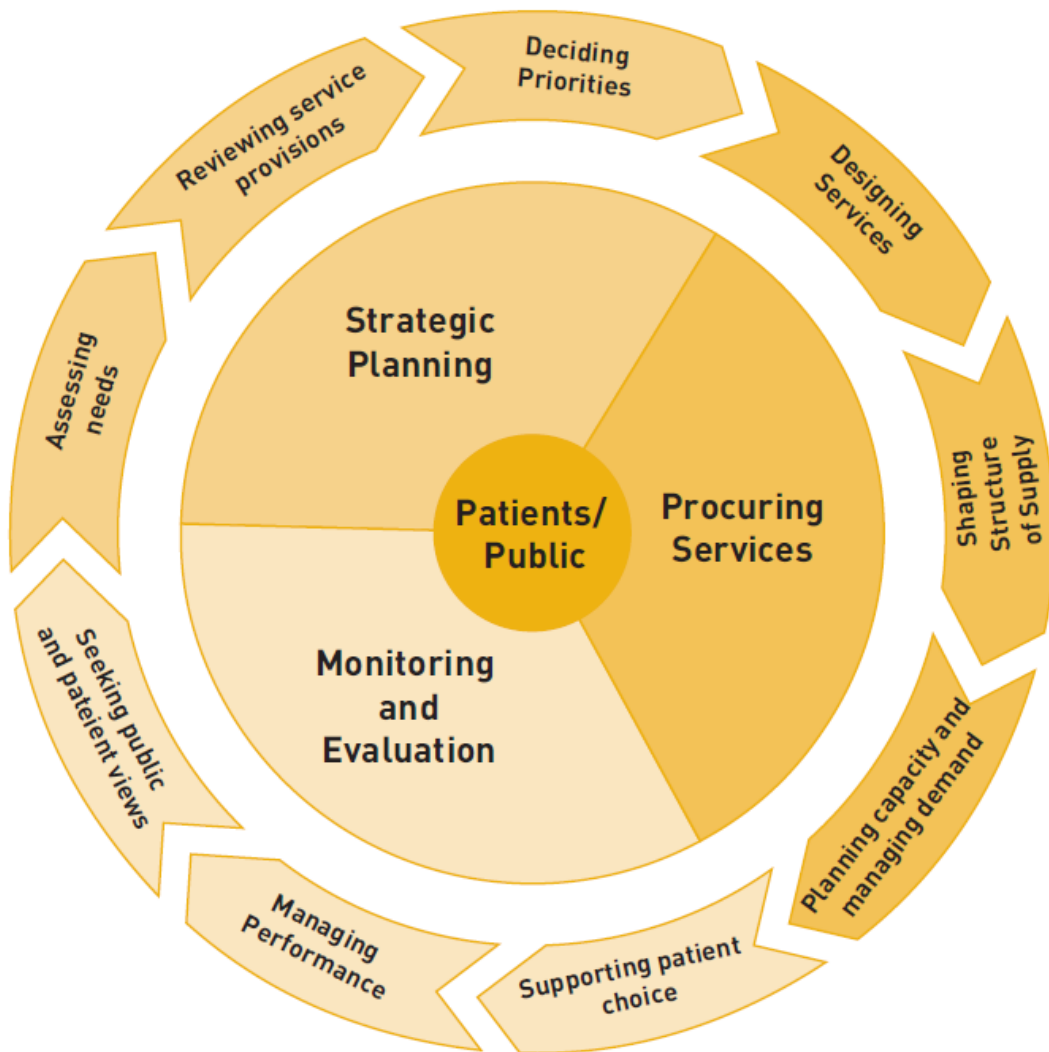 Deciding
Priorities
Designing
Services
Shaping
Structure
of Supply
Planning capacity and
managing demand
Supporting patient
choice
Managing
Performance
Seeking public
and pateient views
Assessing
needs
Reviewing service
provisions
Strategic
Planning
Procuring
Services
Monitoring
and
Evaluation
Patients/
Public